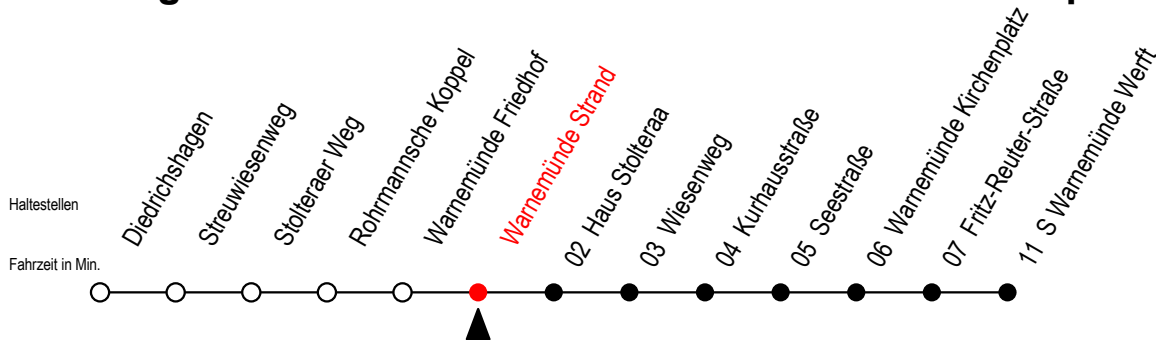 Haltestellen
Fahrzeit in Min.
Diedrichshagen
Streuwiesenweg
Stolteraer Weg
Rohrmannsche Koppel
Warnemünde Friedhof
Warnemünde Strand
02 Haus Stolteraa
03 Wiesenweg
04 Kurhausstraße
05 Seestraße
06 Warnemünde Kirchenplatz
07 Fritz-Reuter-Straße
11 S Warnemünde Werft